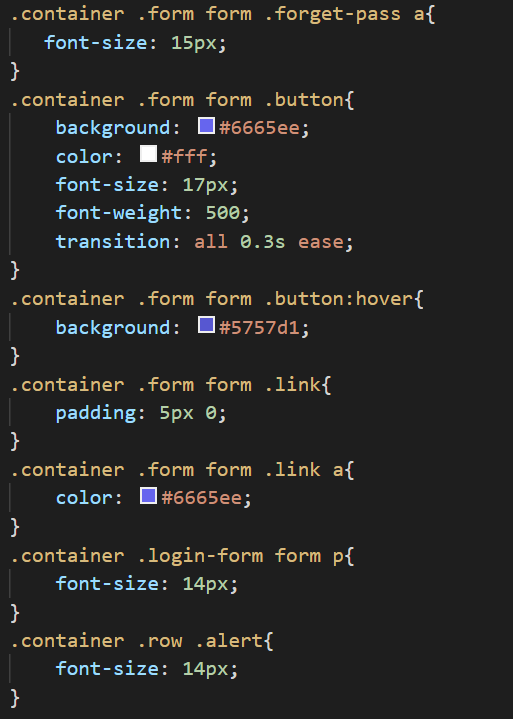 .container .form form .forget-pass a{
   font-size: 15px;
}
.container .form form .button{
    background: #6665ee;
    color: #fff;
    font-size: 17px;
    font-weight: 500;
    transition: all 0.3s ease;
}
.container .form form .button:hover{
    background: #5757d1;
}
.container .form form .link{
    padding: 5px 0;
}
.container .form form .link a{
    color: #6665ee;
}
.container .login-form form p{
    font-size: 14px;
}
.container .row .alert{
    font-size: 14px;
}